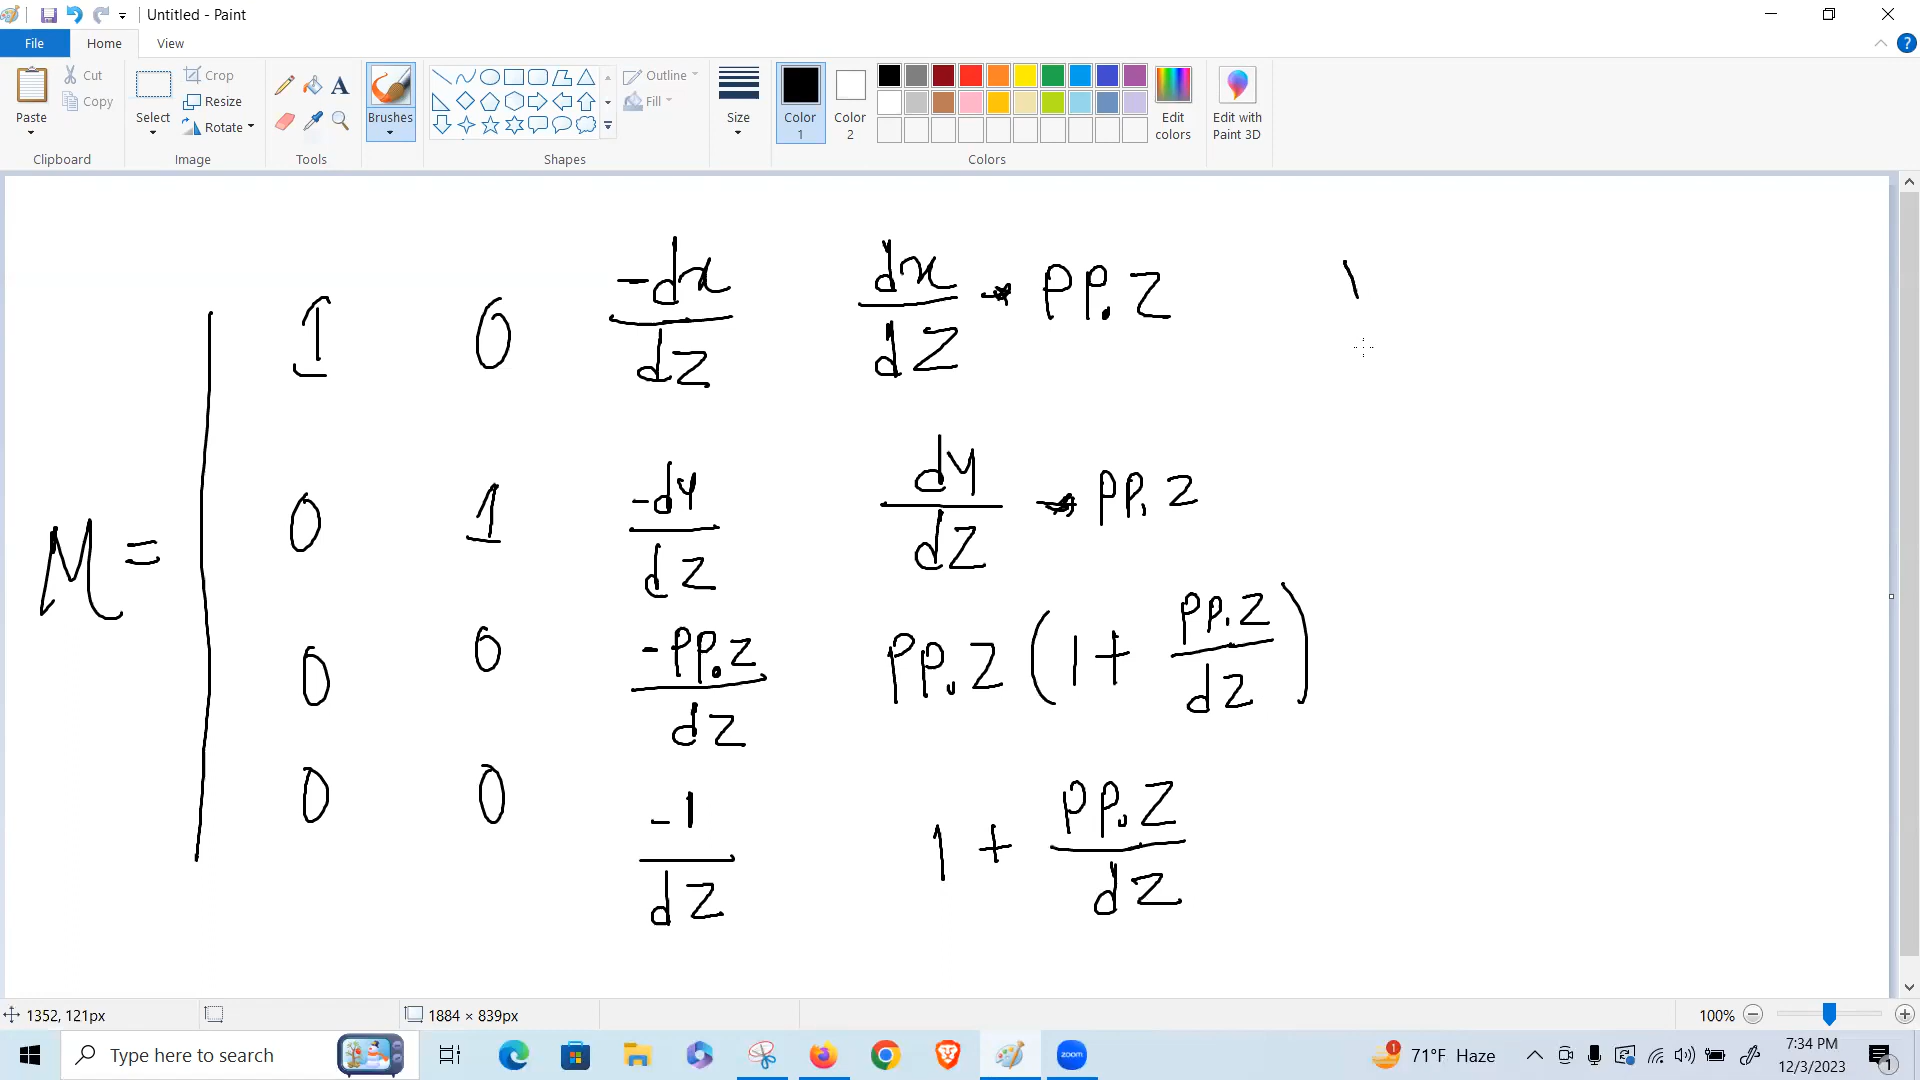 Untitled - Paint
File Home View
Paste Cut Copy Select Crop Resize Rotate Brushes Outline Fill Size Color 1 Color 2 Edit colors Edit with Paint 3D
Clipboard Image Tools Shapes Colors
1 0 -dx/dz dx/dz * PP.Z
0 1 -dy/dz dy/dz * PP.Z
M =
0 0 -PP.Z/dz PP.Z (1 + PP.Z/dz)
0 0 -1/dz 1 + PP.Z/dz
1352, 121px 1884 × 839px 100%
Type here to search zoom 1 71°F Haze 7:34 PM 12/3/2023 1